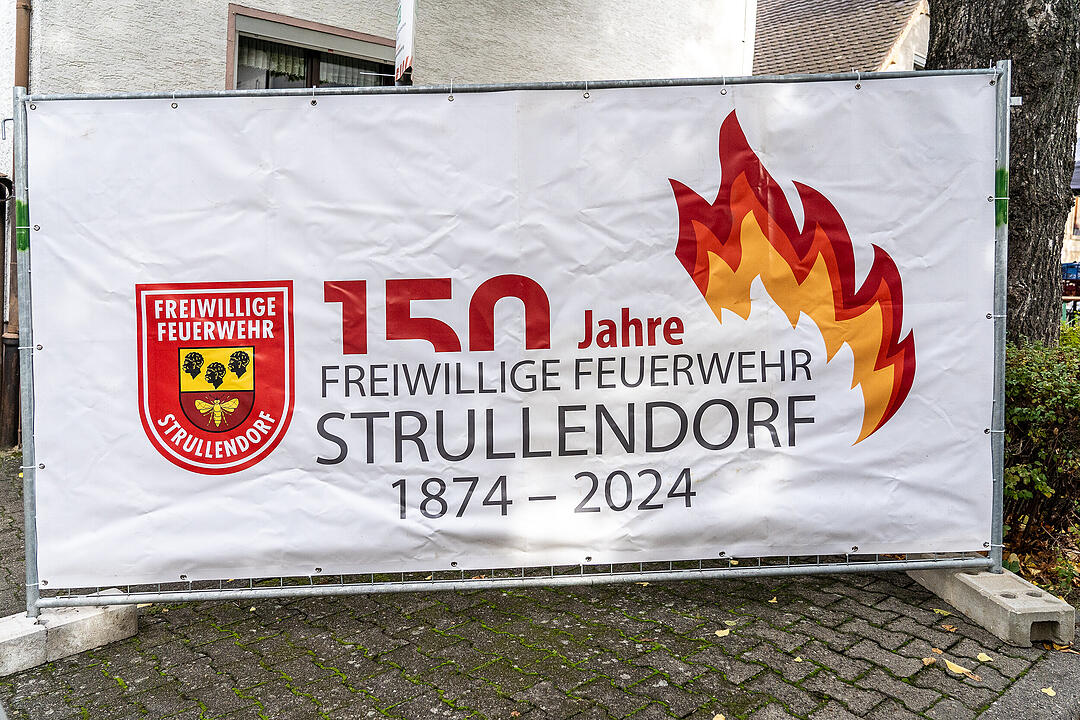 FREIWILLIGE
FEUERWEHR
STRULLENDORF
150 Jahre
FREIWILLIGE FEUERWEHR
STRULLENDORF
1874 – 2024